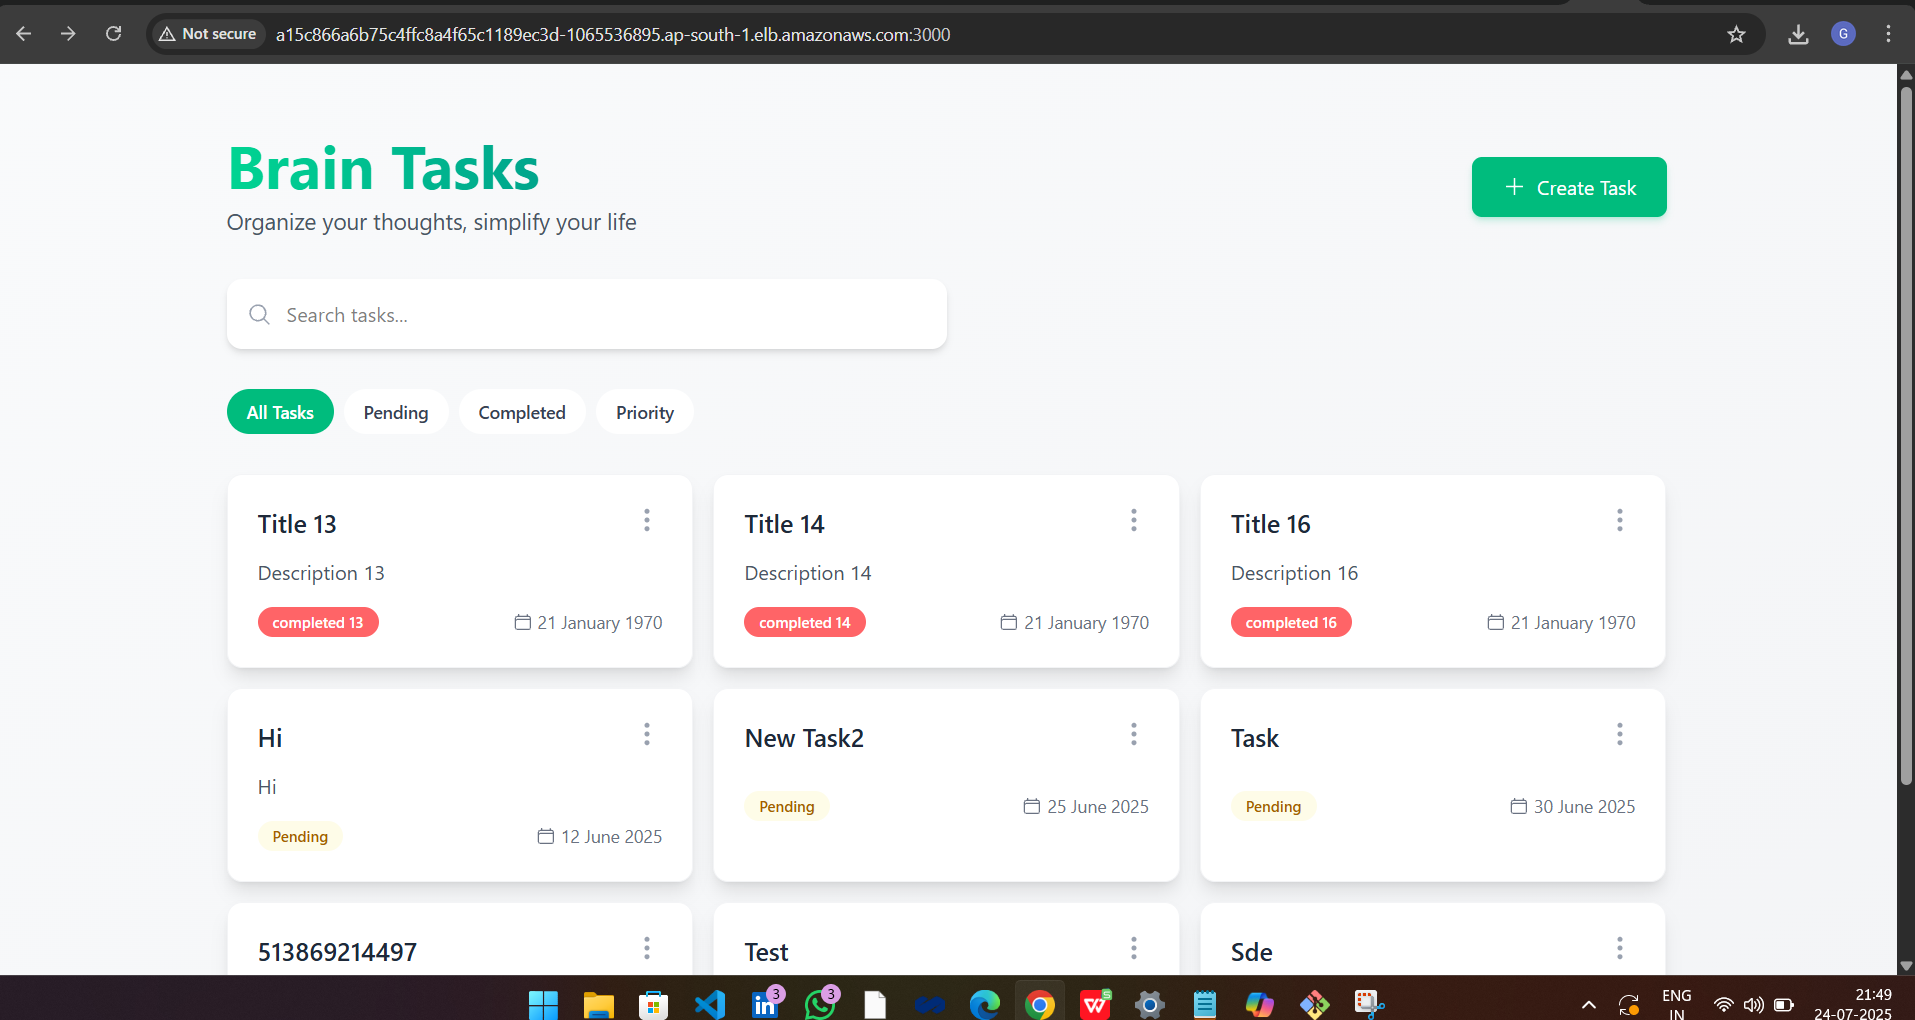 Not secure
a15c866a6b75c4ffc8a4f65c1189ec3d-1065536895.ap-south-1.elb.amazonaws.com:3000
G
Brain Tasks
Organize your thoughts, simplify your life
Create Task
Search tasks...
All Tasks
Pending
Completed
Priority
Title 13
Description 13
completed 13
21 January 1970
Title 14
Description 14
completed 14
21 January 1970
Title 16
Description 16
completed 16
21 January 1970
Hi
Hi
Pending
12 June 2025
New Task2
Pending
25 June 2025
Task
Pending
30 June 2025
513869214497
Test
Sde
in
3
3
W
S
ENG
IN
21:49
24-07-2025